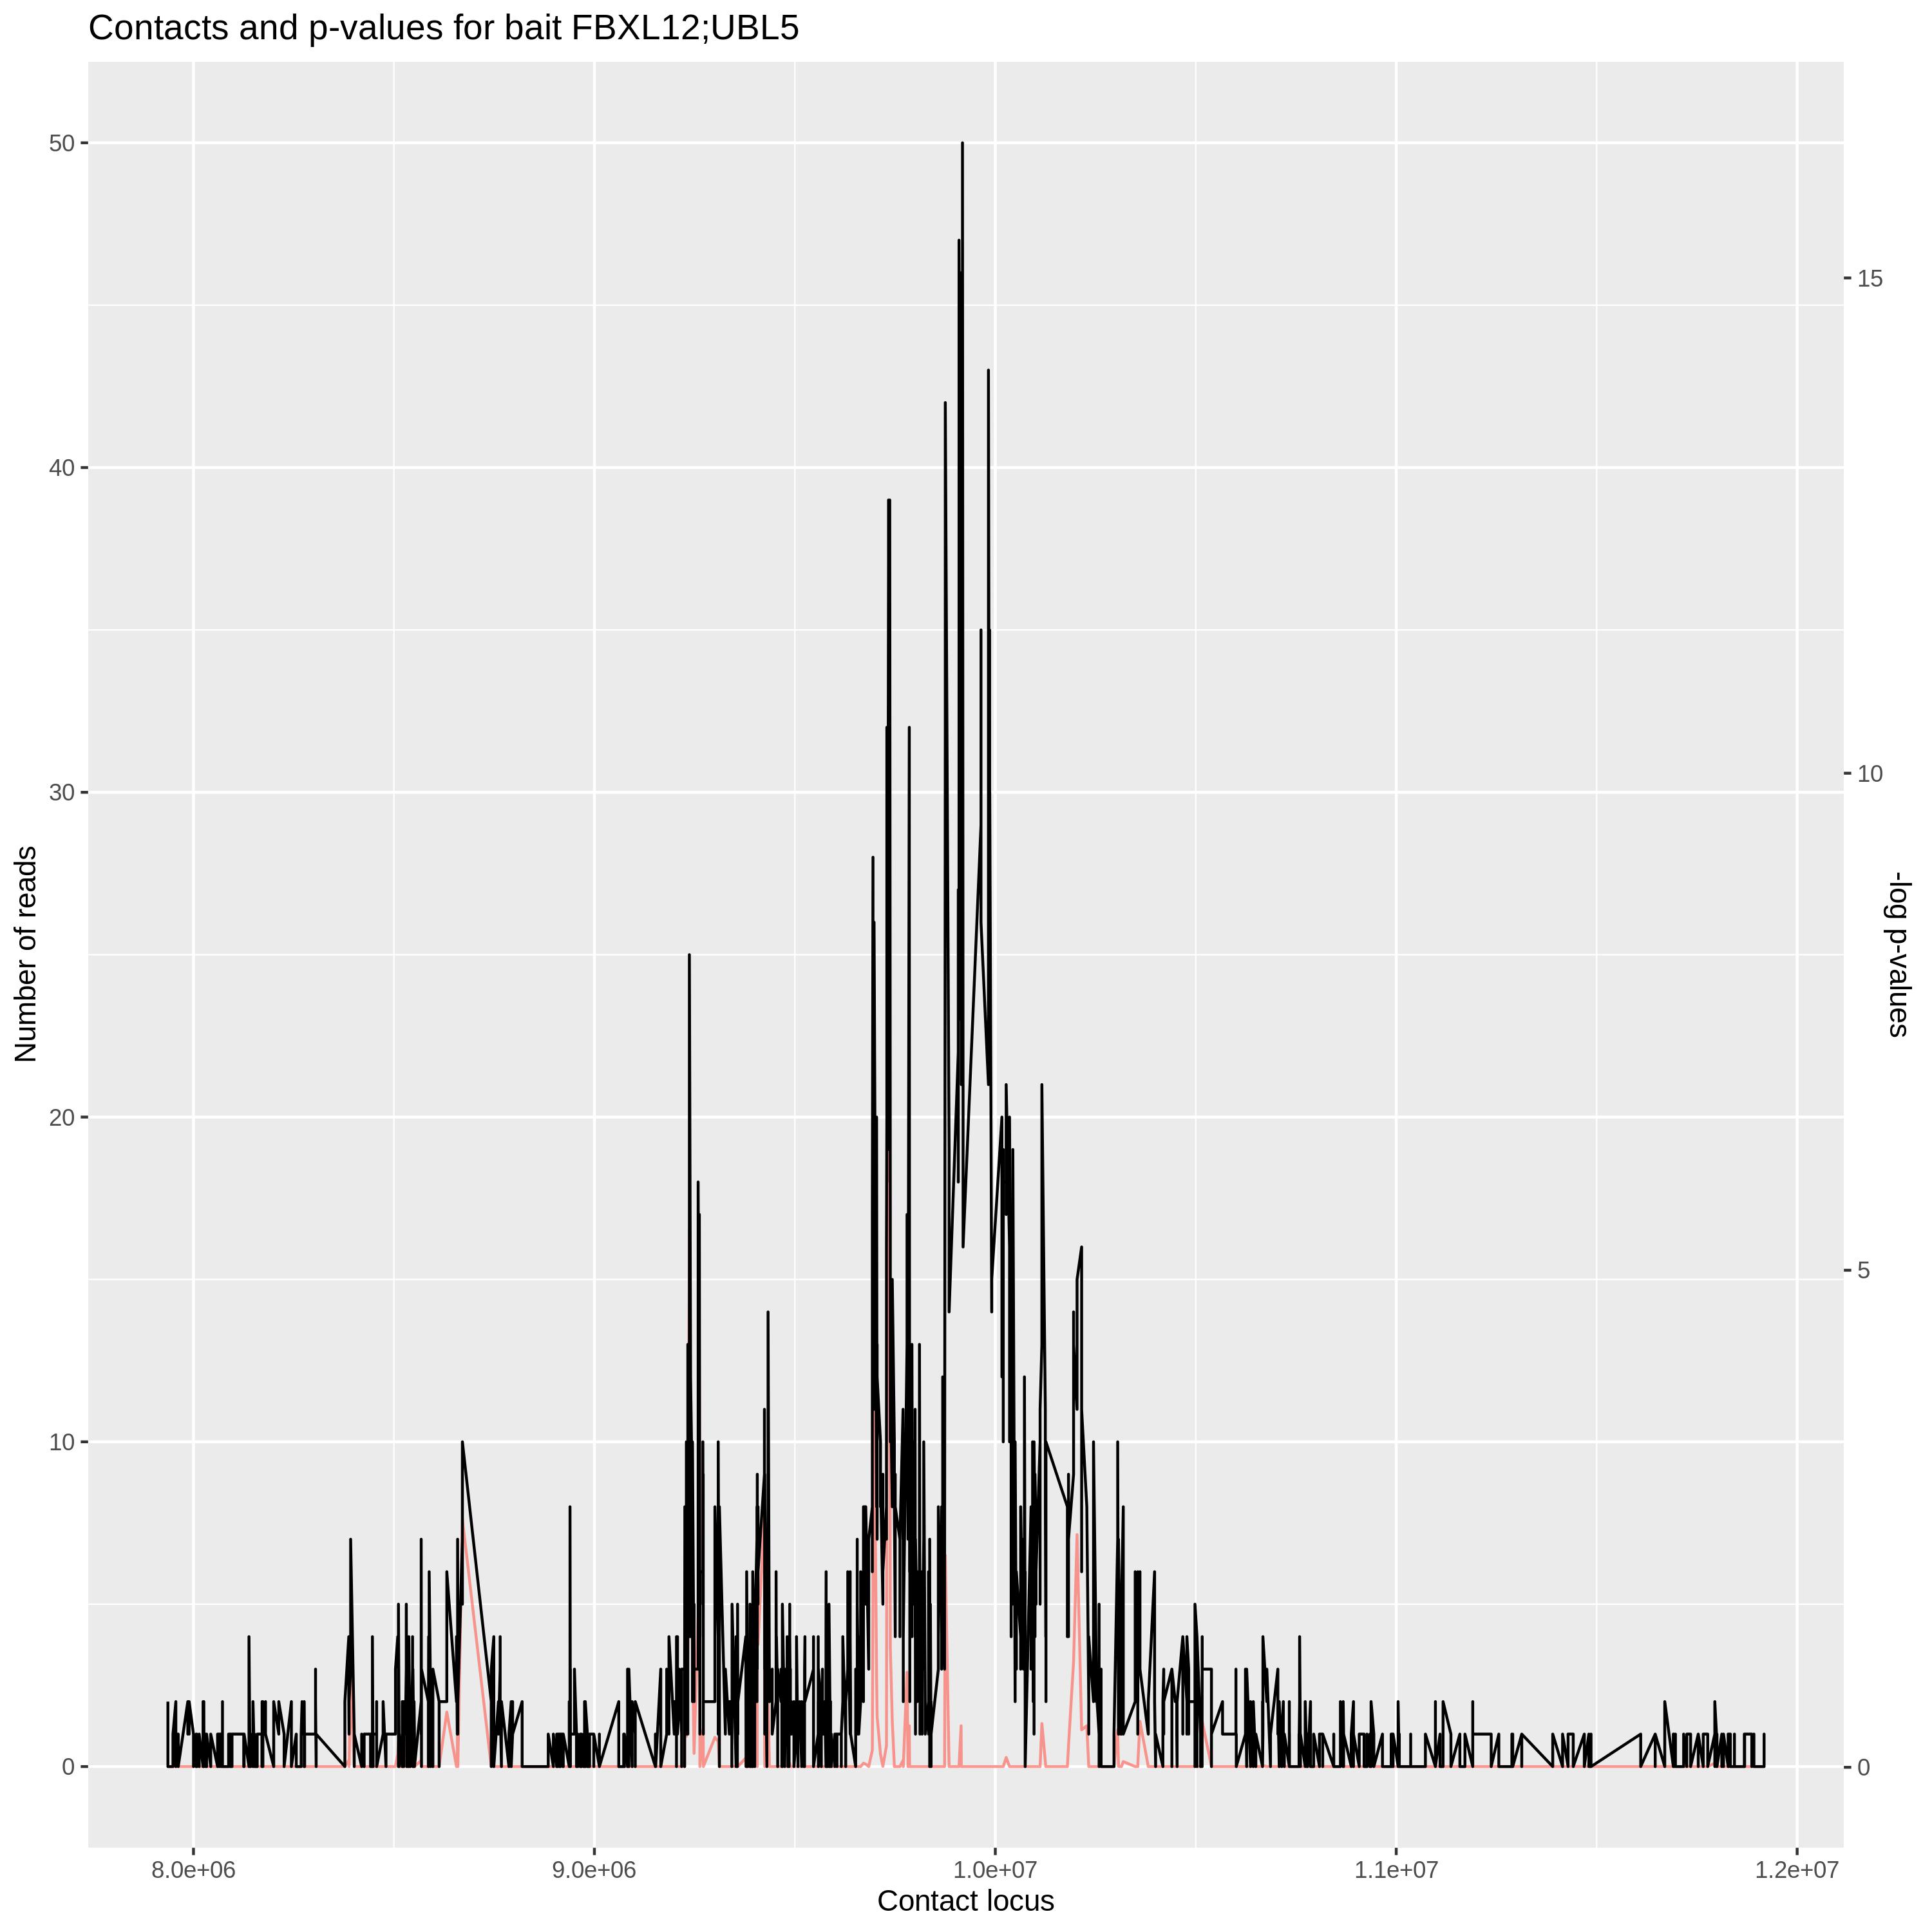 Contacts and p-values for bait FBXL12;UBL5
50
40
30
20
10
0
Number of reads
15
10
5
0
-log p-values
8.0e+06
9.0e+06
1.0e+07
1.1e+07
1.2e+07
Contact locus